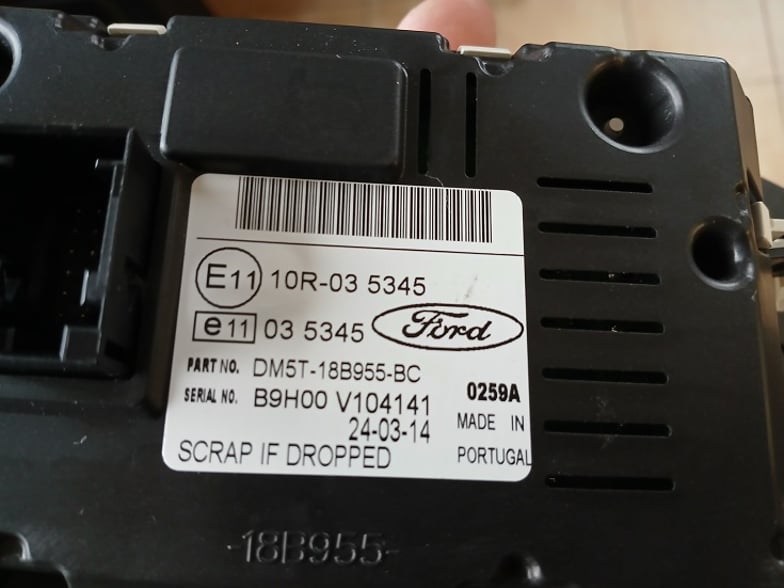 E11 10R-03 5345
e11 03 5345 Ford
PART NO. DM5T-18B955-BC
SERIAL NO. B9H00 V104141 0259A
24-03-14 MADE IN
SCRAP IF DROPPED PORTUGAL
-18B955-